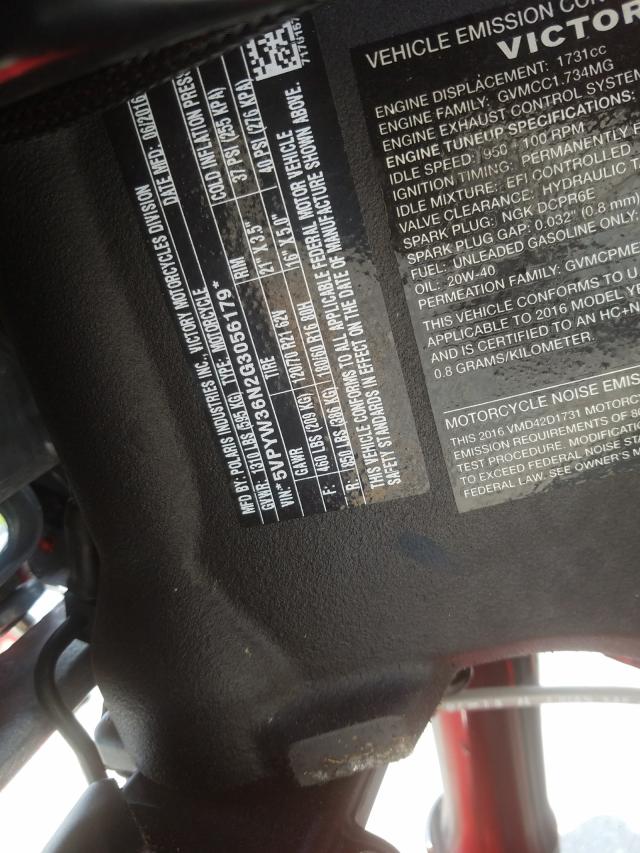 MFD BY: POLARIS INDUSTRIES INC., VICTORY MOTORCYCLES DIVISION
GVWR: 1310 LBS (595 KG) TYPE: MOTORCYCLE DATE MFD: 06/2016
VIN: *5VPYW36N2G3056179*
GAWR TIRE RIM COLD INFLATION PRES
F: 460 LBS (209 KG) 120/70 R21 62V 21" X 3.5" 37 PSI (255 KPA)
R: 850 LBS (386 KG) 180/60 R16 80H 16" X 5.0" 40 PSI (276 KPA)
THIS VEHICLE CONFORMS TO ALL APPLICABLE FEDERAL MOTOR VEHICLE
SAFETY STANDARDS IN EFFECT ON THE DATE OF MANUFACTURE SHOWN ABOVE.
VEHICLE EMISSION CON
VICTOR
ENGINE DISPLACEMENT: 1731cc
ENGINE FAMILY: GVMCC1.734MG
ENGINE EXHAUST CONTROL SYSTEM
ENGINE TUNEUP SPECIFICATIONS:
IDLE SPEED: 950 100 RPM
IGNITION TIMING: PERMANENTLY
IDLE MIXTURE: EFI CONTROLLED
VALVE CLEARANCE: HYDRAULIC
SPARK PLUG: NGK DCPR6E
SPARK PLUG GAP: 0.032" (0.8 mm)
FUEL: UNLEADED GASOLINE ONLY
OIL: 20W-40
PERMEATION FAMILY: GVMCPME
THIS VEHICLE CONFORMS TO U
APPLICABLE TO 2016 MODEL YE
AND IS CERTIFIED TO AN HC+N
0.8 GRAMS/KILOMETER.
MOTORCYCLE NOISE EMISS
THIS 2016 VMD42D1731 MOTORC
EMISSION REQUIREMENTS OF
TEST PROCEDURE. MODIFICATIO
TO EXCEED FEDERAL NOISE ST
FEDERAL LAW. SEE OWNER'S M